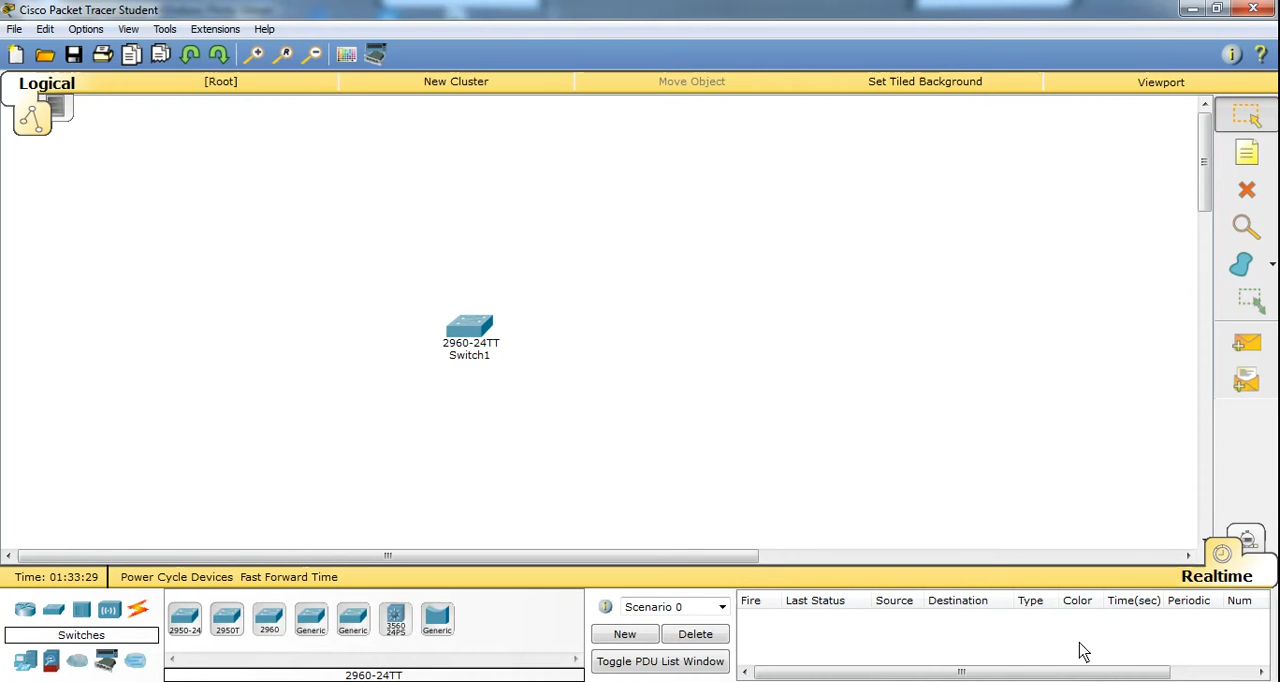 Cisco Packet Tracer Student
File Edit Options View Tools Extensions Help
Logical [Root] New Cluster Move Object Set Tiled Background Viewport
2960-24TT
Switch1
Time: 01:33:29 Power Cycle Devices Fast Forward Time Realtime
Switches
2950-24 2950T 2960 Generic Generic 3560 24PS Generic
2960-24TT
Scenario 0
New Delete
Toggle PDU List Window
Fire Last Status Source Destination Type Color Time(sec) Periodic Num